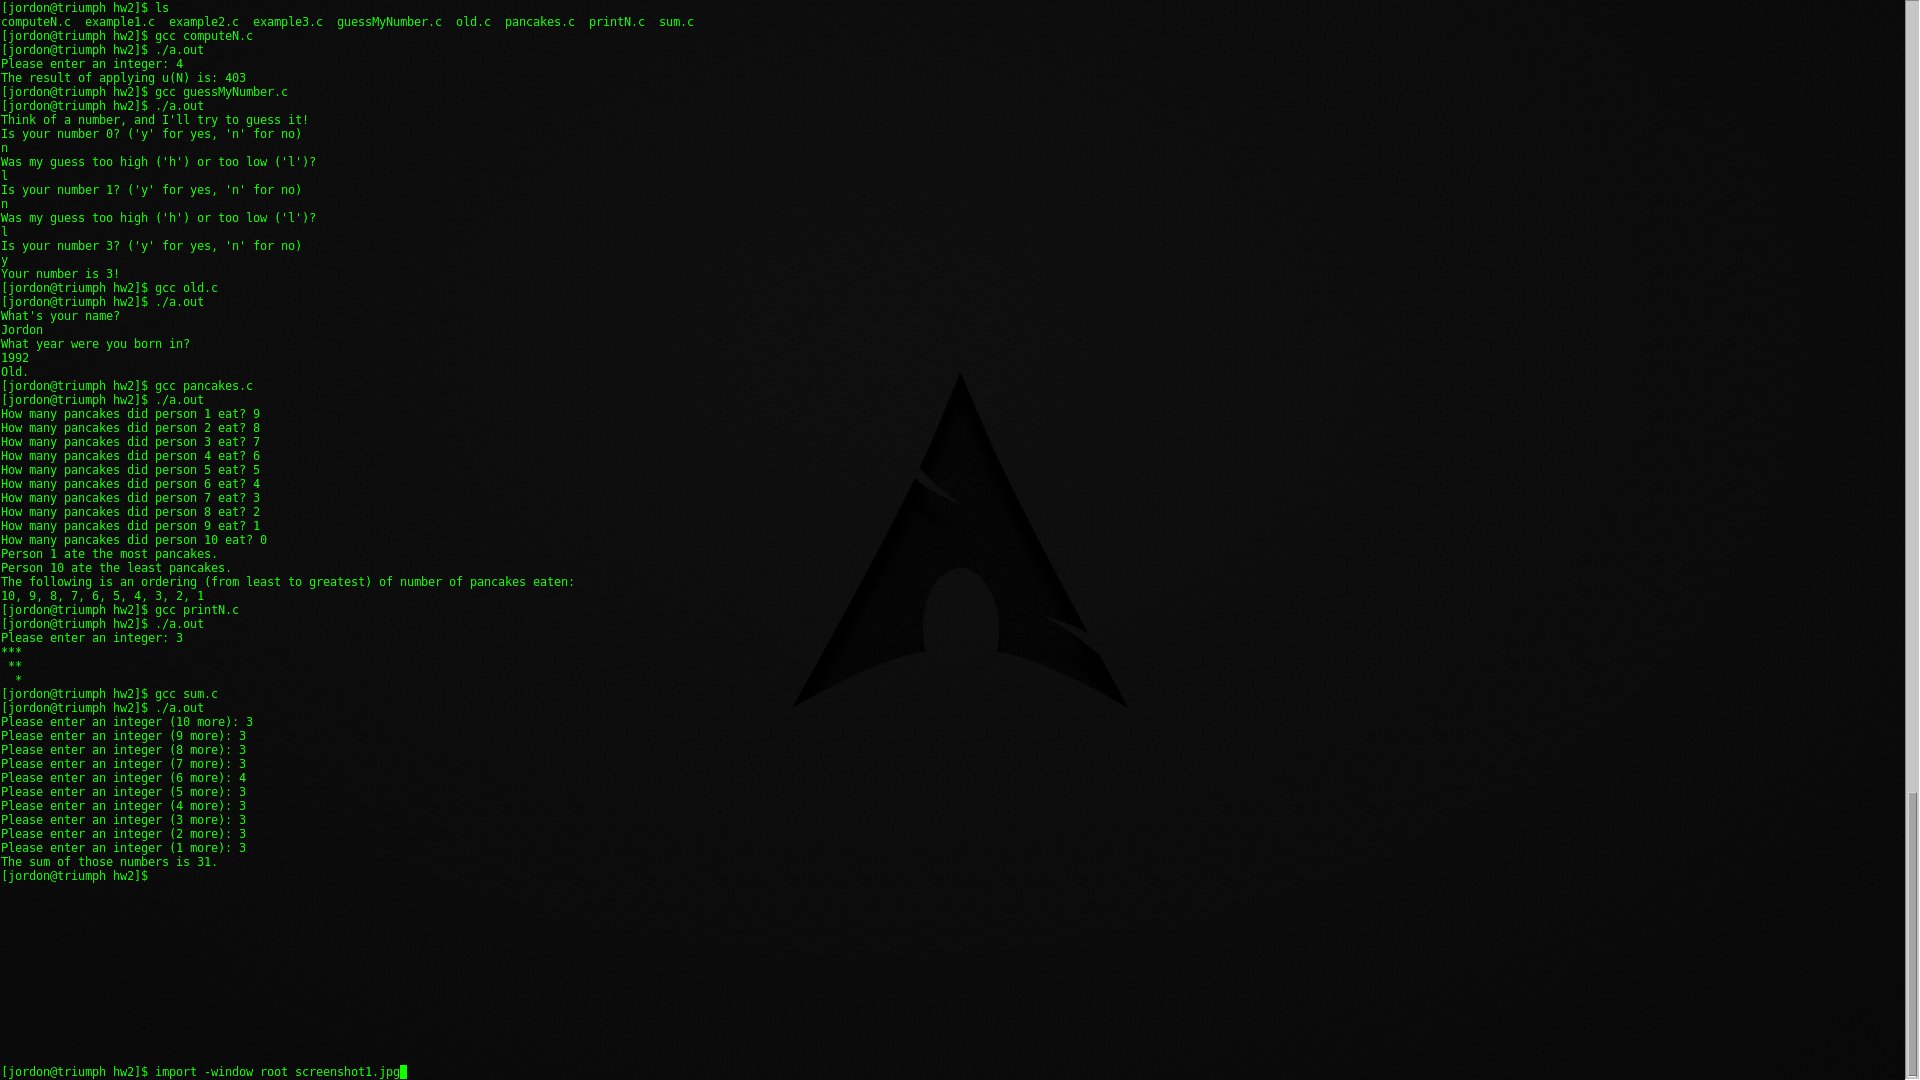 [jordon@triumph hw2]$ ls
computeN.c  example1.c  example2.c  example3.c  guessMyNumber.c  old.c  pancakes.c  printN.c  sum.c
[jordon@triumph hw2]$ gcc computeN.c
[jordon@triumph hw2]$ ./a.out
Please enter an integer: 4
The result of applying u(N) is: 403
[jordon@triumph hw2]$ gcc guessMyNumber.c
[jordon@triumph hw2]$ ./a.out
Think of a number, and I'll try to guess it!
Is your number 0? ('y' for yes, 'n' for no)
n
Was my guess too high ('h') or too low ('l')?
l
Is your number 1? ('y' for yes, 'n' for no)
n
Was my guess too high ('h') or too low ('l')?
l
Is your number 3? ('y' for yes, 'n' for no)
y
Your number is 3!
[jordon@triumph hw2]$ gcc old.c
[jordon@triumph hw2]$ ./a.out
What's your name?
Jordon
What year were you born in?
1992
Old.
[jordon@triumph hw2]$ gcc pancakes.c
[jordon@triumph hw2]$ ./a.out
How many pancakes did person 1 eat? 9
How many pancakes did person 2 eat? 8
How many pancakes did person 3 eat? 7
How many pancakes did person 4 eat? 6
How many pancakes did person 5 eat? 5
How many pancakes did person 6 eat? 4
How many pancakes did person 7 eat? 3
How many pancakes did person 8 eat? 2
How many pancakes did person 9 eat? 1
How many pancakes did person 10 eat? 0
Person 1 ate the most pancakes.
Person 10 ate the least pancakes.
The following is an ordering (from least to greatest) of number of pancakes eaten:
10, 9, 8, 7, 6, 5, 4, 3, 2, 1
[jordon@triumph hw2]$ gcc printN.c
[jordon@triumph hw2]$ ./a.out
Please enter an integer: 3
***
 **
  *
[jordon@triumph hw2]$ gcc sum.c
[jordon@triumph hw2]$ ./a.out
Please enter an integer (10 more): 3
Please enter an integer (9 more): 3
Please enter an integer (8 more): 3
Please enter an integer (7 more): 3
Please enter an integer (6 more): 4
Please enter an integer (5 more): 3
Please enter an integer (4 more): 3
Please enter an integer (3 more): 3
Please enter an integer (2 more): 3
Please enter an integer (1 more): 3
The sum of those numbers is 31.
[jordon@triumph hw2]$
[jordon@triumph hw2]$ import -window root screenshot1.jpg